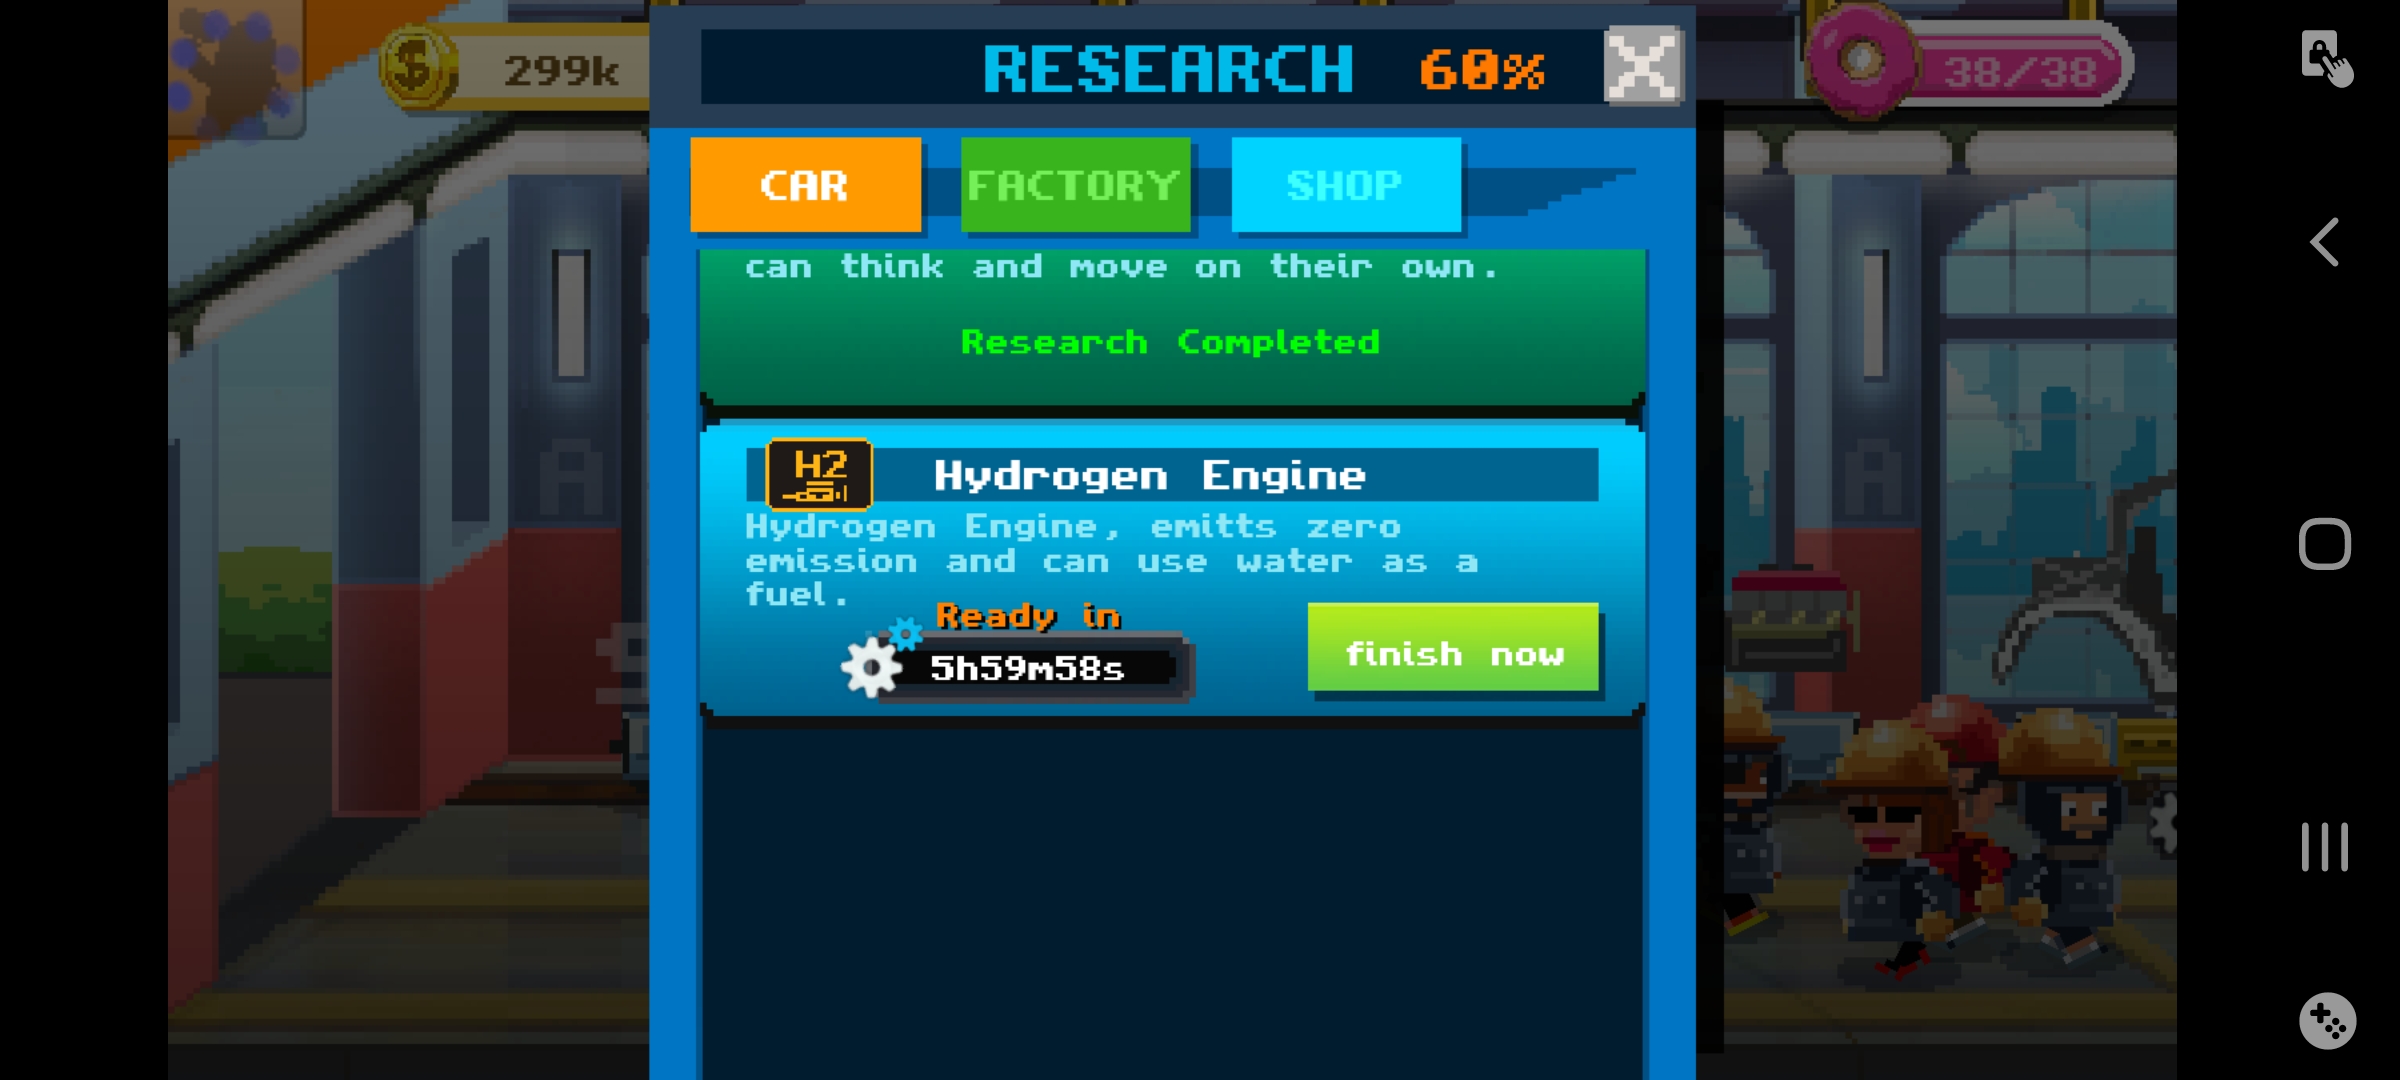 299k
RESEARCH 60%
38/38
CAR
FACTORY
SHOP
can think and move on their own.
Research Completed
H2
Hydrogen Engine
Hydrogen Engine, emitts zero
emission and can use water as a
fuel.
Ready in
5h59m58s
finish now
A
A